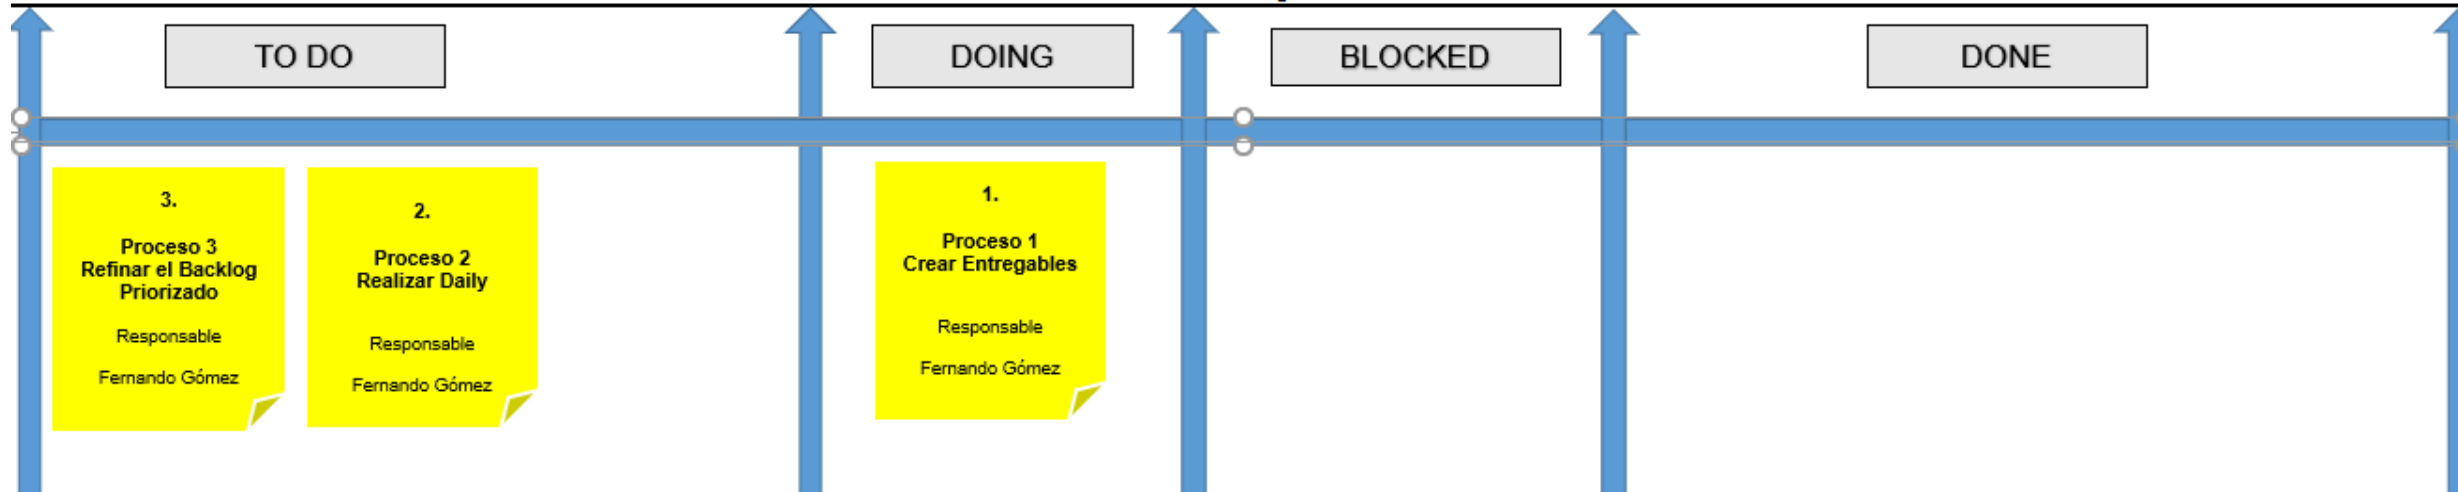 TO DO
DOING
BLOCKED
DONE
3.
Proceso 3
Refinar el Backlog
Priorizado
Responsable
Fernando Gómez
2.
Proceso 2
Realizar Daily
Responsable
Fernando Gómez
1.
Proceso 1
Crear Entregables
Responsable
Fernando Gómez